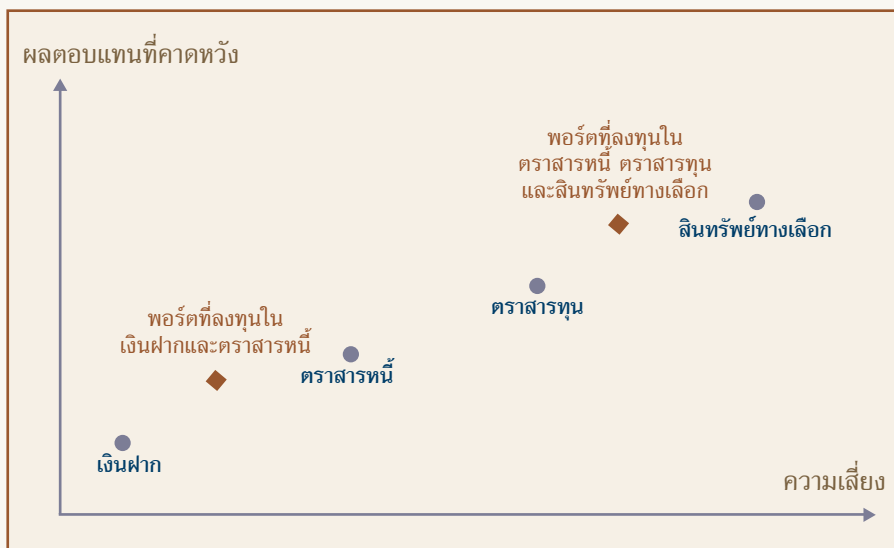 ผลตอบแทนที่คาดหวัง
พอร์ตที่ลงทุนใน
ตราสารหนี้ ตราสารทุน
และสินทรัพย์ทางเลือก
สินทรัพย์ทางเลือก
ตราสารทุน
พอร์ตที่ลงทุนใน
เงินฝากและตราสารหนี้
ตราสารหนี้
เงินฝาก
ความเสี่ยง